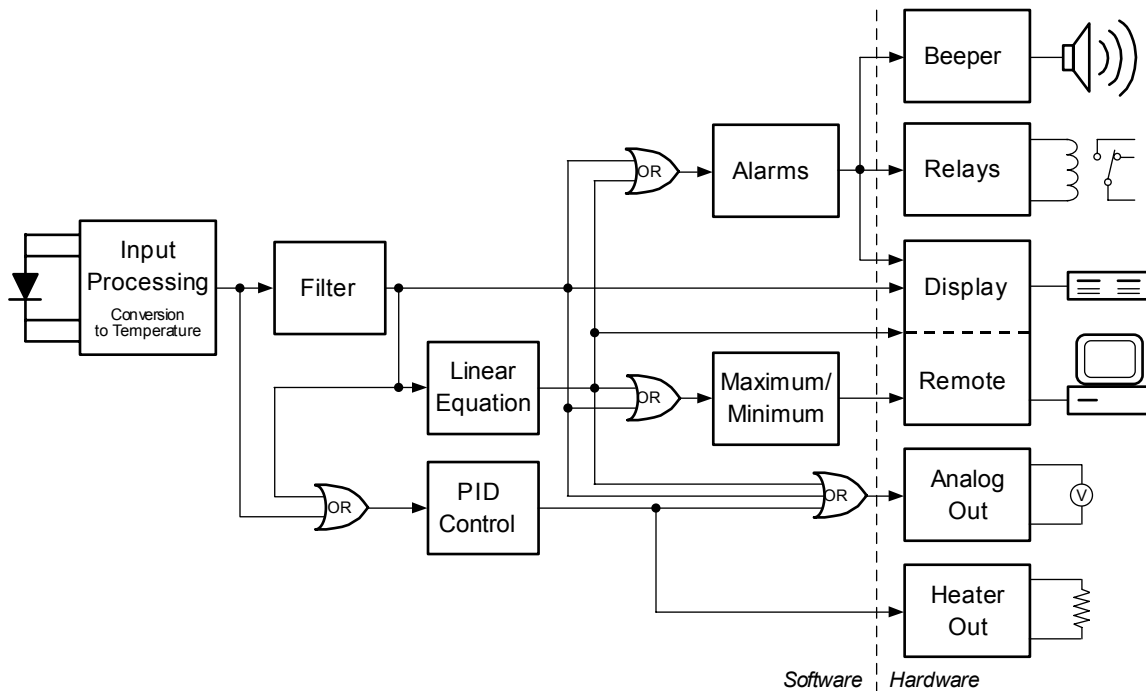 Beeper
OR
Alarms
Relays
Input
Processing
Conversion
to Temperature
Filter
Display
Linear
Equation
OR
Maximum/
Minimum
Remote
OR
PID
Control
OR
Analog
Out
V
Heater
Out
Software
Hardware